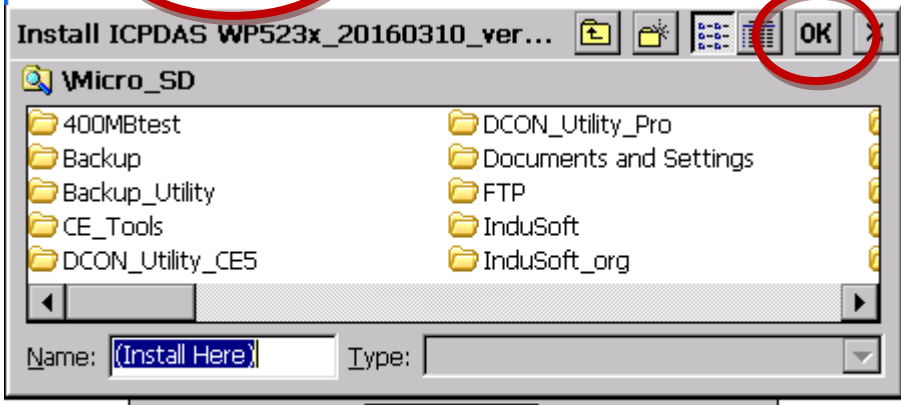 Install ICPDAS WP523x_20160310_ver... OK ×
\Micro_SD
400MBtest
Backup
Backup_Utility
CE_Tools
DCON_Utility_CE5
DCON_Utility_Pro
Documents and Settings
FTP
InduSoft
InduSoft_org
Name: (Install Here) Type: